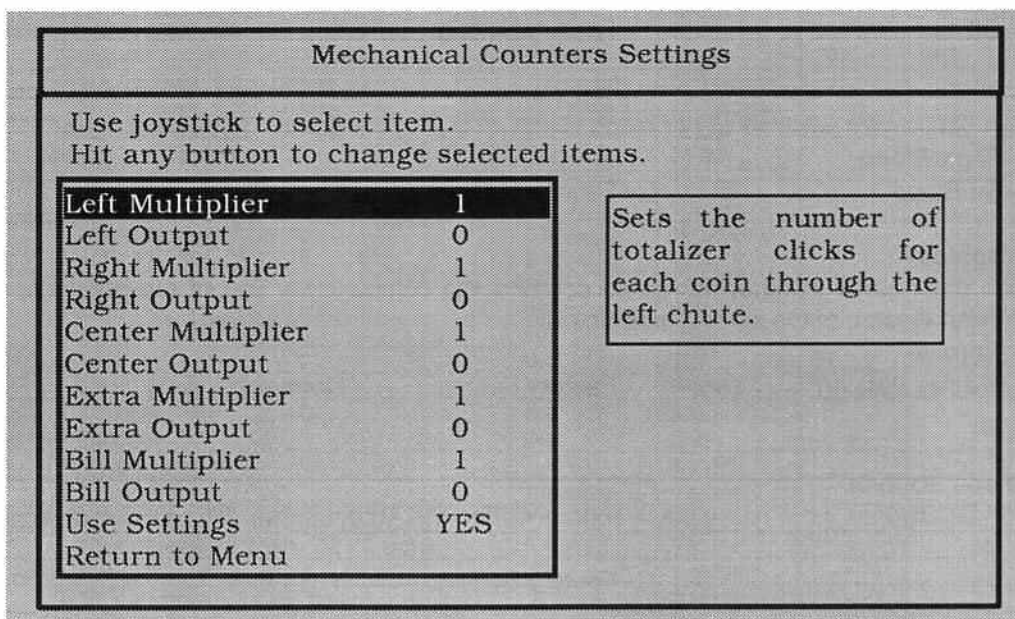 Mechanical Counters Settings
Use joystick to select item.
Hit any button to change selected items.
Left Multiplier 1
Left Output 0
Right Multiplier 1
Right Output 0
Center Multiplier 1
Center Output 0
Extra Multiplier 1
Extra Output 0
Bill Multiplier 1
Bill Output 0
Use Settings YES
Return to Menu
Sets the number of
totalizer clicks for
each coin through the
left chute.